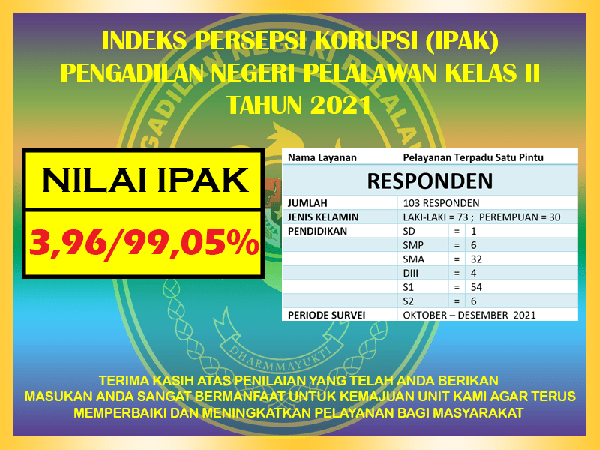 INDEKS PERSEPSI KORUPSI (IPAK)
PENGADILAN NEGERI PELALAWAN KELAS II
TAHUN 2021
NILAI IPAK
3,96/99,05%
Nama Layanan Pelayanan Terpadu Satu Pintu
RESPONDEN
JUMLAH 103 RESPONDEN
JENIS KELAMIN LAKI-LAKI = 73 ; PEREMPUAN = 30
PENDIDIKAN SD = 1
SMP = 6
SMA = 32
DIII = 4
S1 = 54
S2 = 6
PERIODE SURVEI OKTOBER – DESEMBER 2021
DHARMMAYUKTI
TERIMA KASIH ATAS PENILAIAN YANG TELAH ANDA BERIKAN
MASUKAN ANDA SANGAT BERMANFAAT UNTUK KEMAJUAN UNIT KAMI AGAR TERUS
MEMPERBAIKI DAN MENINGKATKAN PELAYANAN BAGI MASYARAKAT